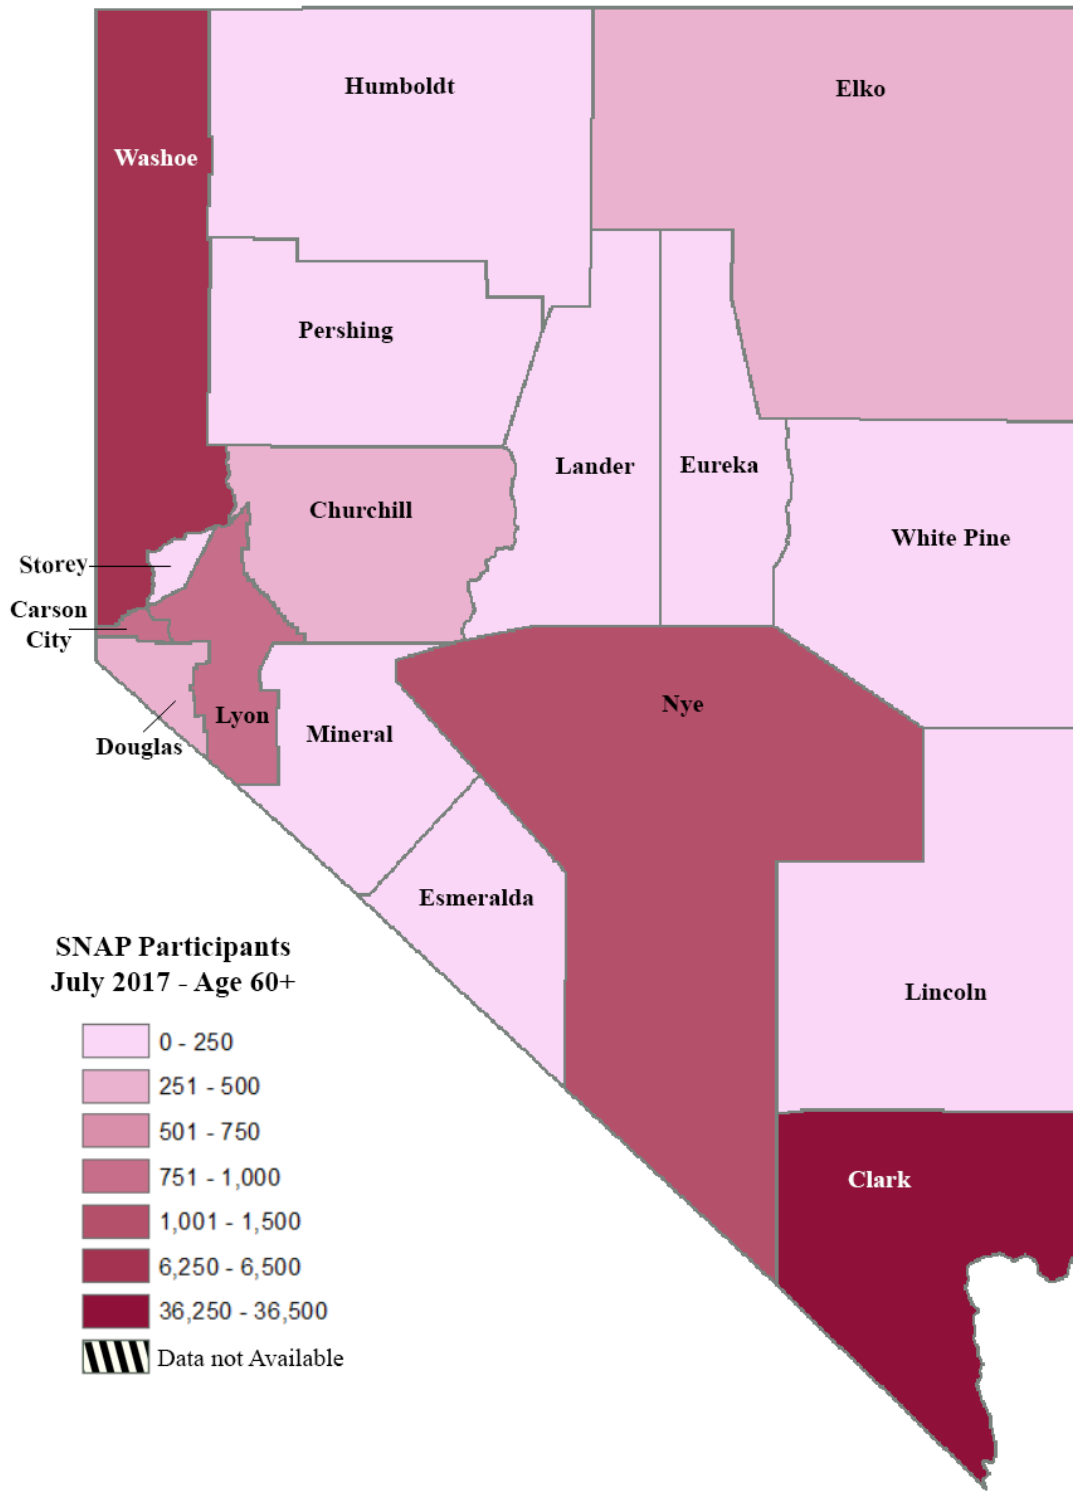 Humboldt
Elko
Washoe
Pershing
Lander
Eureka
Churchill
White Pine
Storey
Carson
City
Nye
Lyon
Mineral
Douglas
Esmeralda
SNAP Participants
July 2017 - Age 60+
Lincoln
0 - 250
251 - 500
501 - 750
751 - 1,000
Clark
1,001 - 1,500
6,250 - 6,500
36,250 - 36,500
Data not Available